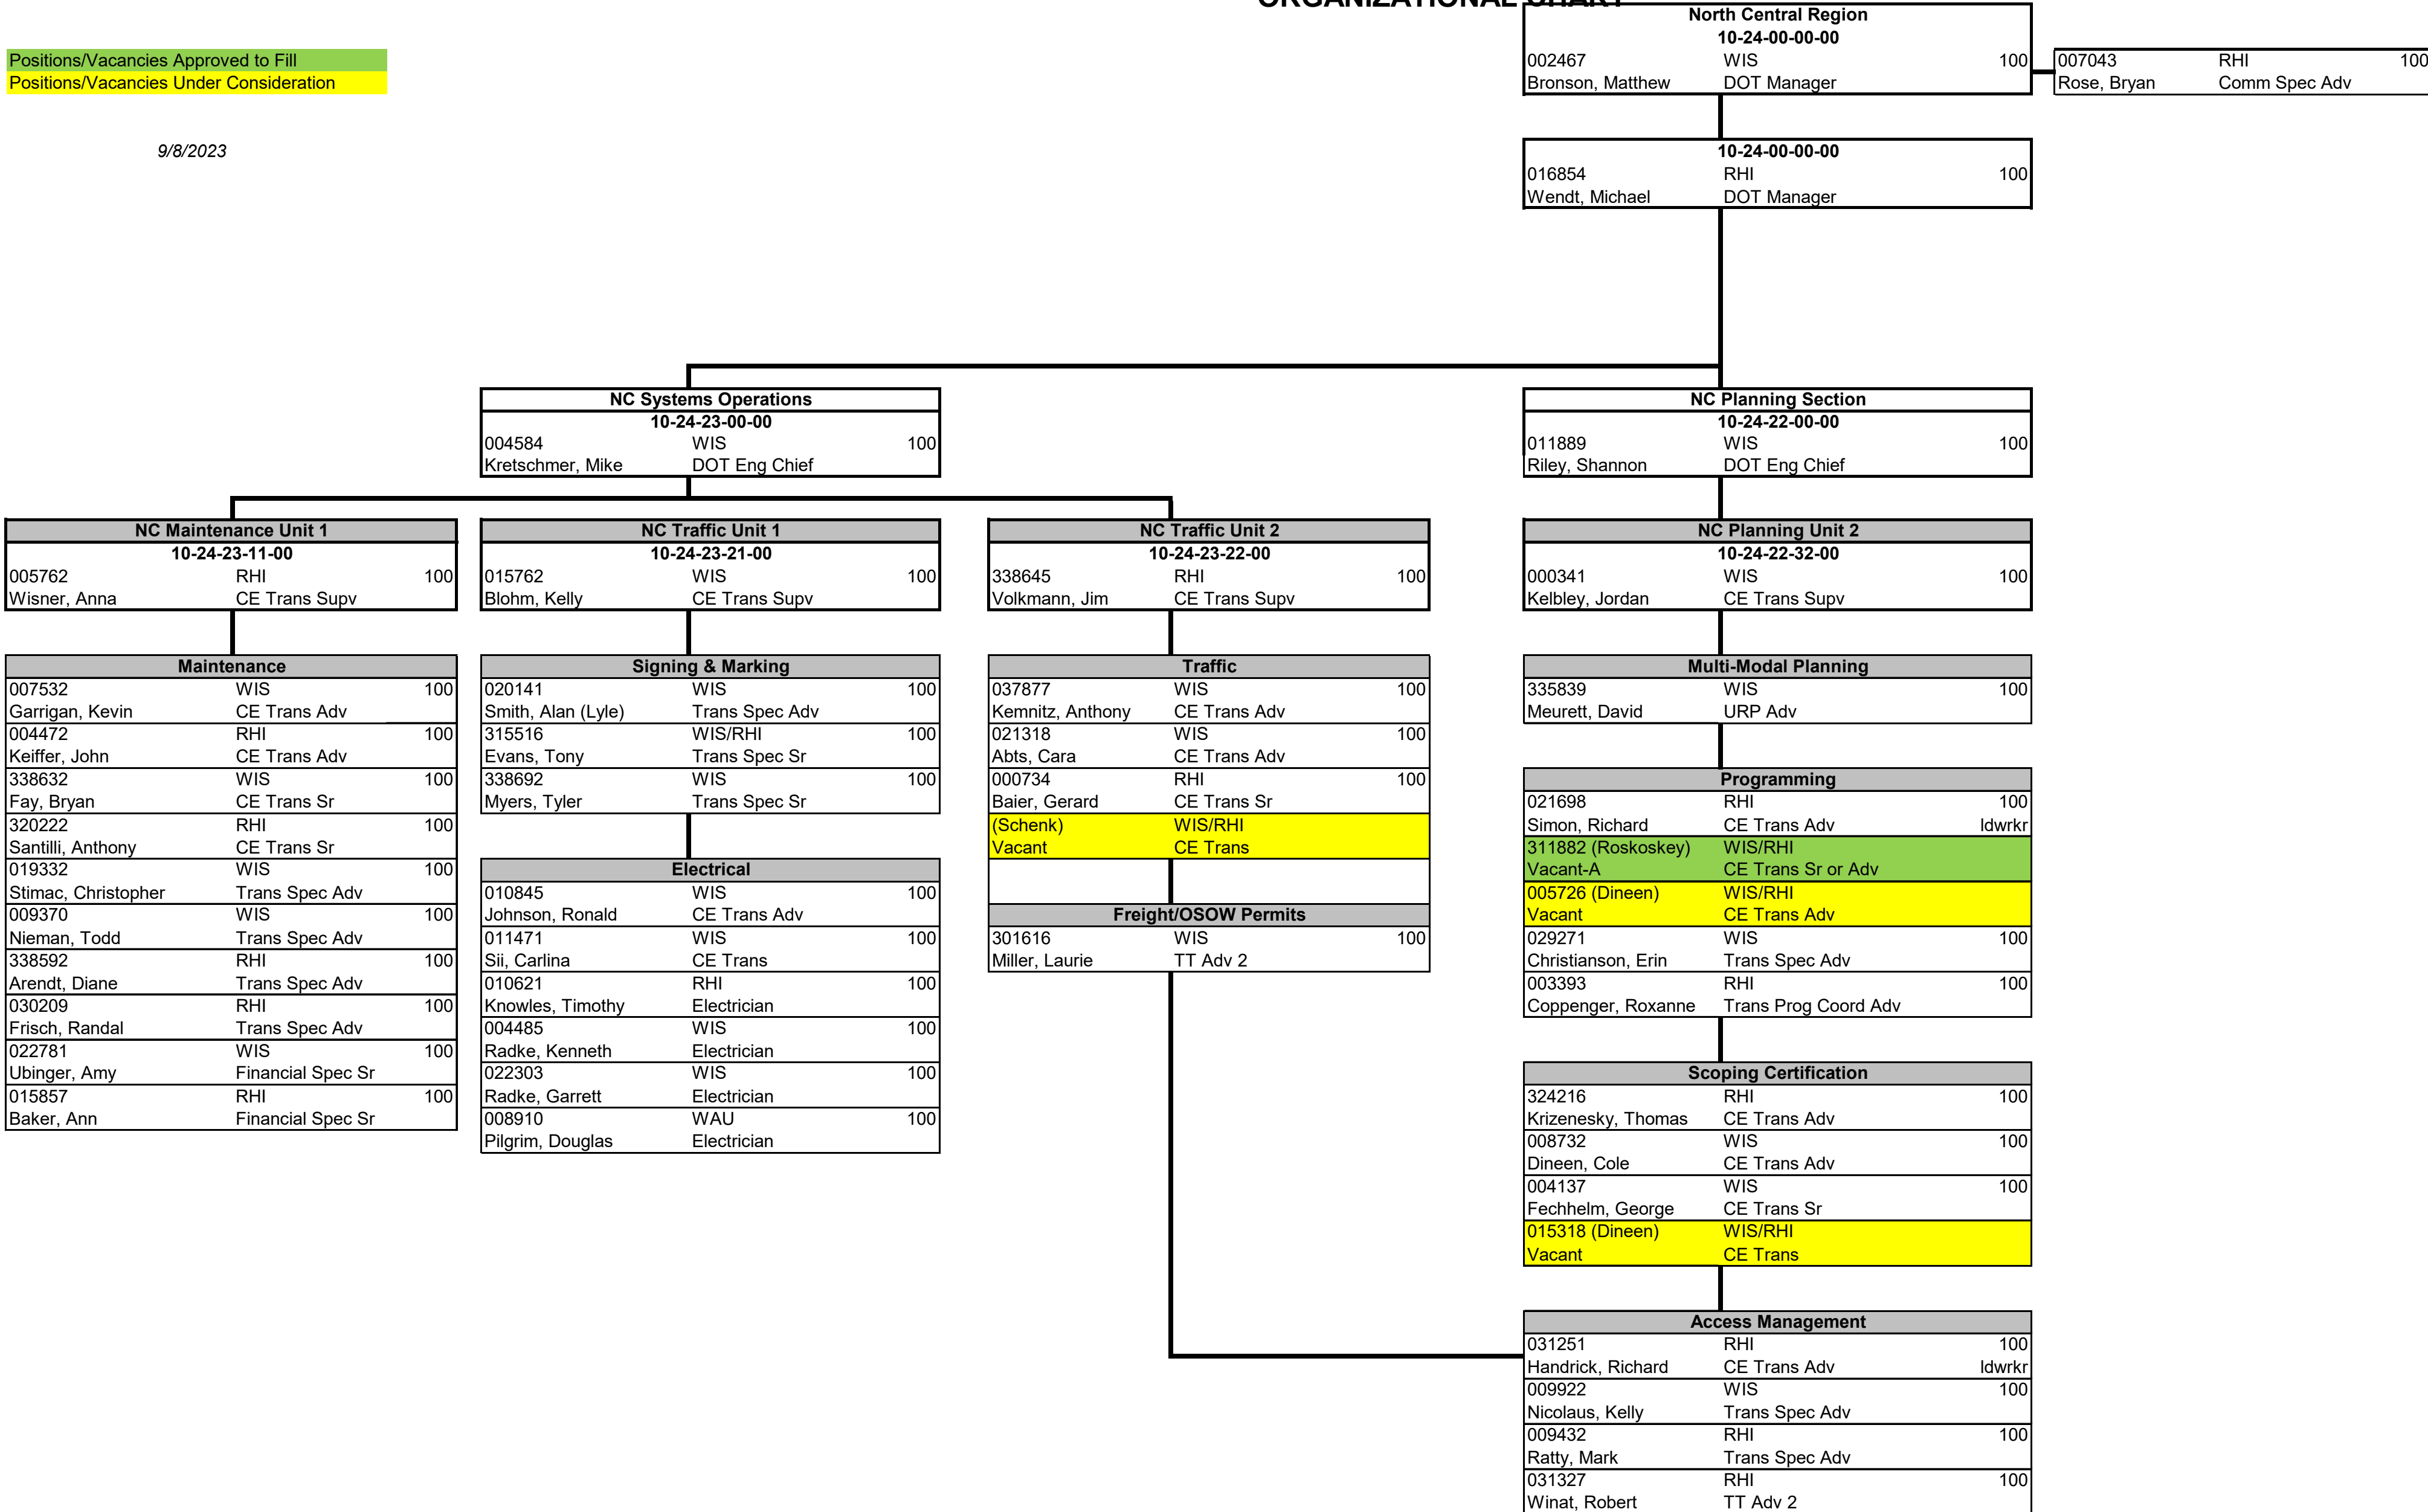 ORGANIZATIONAL CHART
Positions/Vacancies Approved to Fill
Positions/Vacancies Under Consideration
9/8/2023
North Central Region
10-24-00-00-00
002467 WIS 100
Bronson, Matthew DOT Manager
007043 RHI 100
Rose, Bryan Comm Spec Adv
10-24-00-00-00
016854 RHI 100
Wendt, Michael DOT Manager
NC Systems Operations
10-24-23-00-00
004584 WIS 100
Kretschmer, Mike DOT Eng Chief
NC Planning Section
10-24-22-00-00
011889 WIS 100
Riley, Shannon DOT Eng Chief
NC Maintenance Unit 1
10-24-23-11-00
005762 RHI 100
Wisner, Anna CE Trans Supv
Maintenance
007532 WIS 100
Garrigan, Kevin CE Trans Adv
004472 RHI 100
Keiffer, John CE Trans Adv
338632 WIS 100
Fay, Bryan CE Trans Sr
320222 RHI 100
Santilli, Anthony CE Trans Sr
019332 WIS 100
Stimac, Christopher Trans Spec Adv
009370 WIS 100
Nieman, Todd Trans Spec Adv
338592 RHI 100
Arendt, Diane Trans Spec Adv
030209 RHI 100
Frisch, Randal Trans Spec Adv
022781 WIS 100
Ubinger, Amy Financial Spec Sr
015857 RHI 100
Baker, Ann Financial Spec Sr
NC Traffic Unit 1
10-24-23-21-00
015762 WIS 100
Blohm, Kelly CE Trans Supv
Signing & Marking
020141 WIS 100
Smith, Alan (Lyle) Trans Spec Adv
315516 WIS/RHI 100
Evans, Tony Trans Spec Sr
338692 WIS 100
Myers, Tyler Trans Spec Sr
Electrical
010845 WIS 100
Johnson, Ronald CE Trans Adv
011471 WIS 100
Sii, Carlina CE Trans
010621 RHI 100
Knowles, Timothy Electrician
004485 WIS 100
Radke, Kenneth Electrician
022303 WIS 100
Radke, Garrett Electrician
008910 WAU 100
Pilgrim, Douglas Electrician
NC Traffic Unit 2
10-24-23-22-00
338645 RHI 100
Volkmann, Jim CE Trans Supv
Traffic
037877 WIS 100
Kemnitz, Anthony CE Trans Adv
021318 WIS 100
Abts, Cara CE Trans Adv
000734 RHI 100
Baier, Gerard CE Trans Sr
(Schenk) WIS/RHI
Vacant CE Trans
Freight/OSOW Permits
301616 WIS 100
Miller, Laurie TT Adv 2
NC Planning Unit 2
10-24-22-32-00
000341 WIS 100
Kelbley, Jordan CE Trans Supv
Multi-Modal Planning
335839 WIS 100
Meurett, David URP Adv
Programming
021698 RHI 100
Simon, Richard CE Trans Adv ldwrkr
311882 (Roskoskey) WIS/RHI
Vacant-A CE Trans Sr or Adv
005726 (Dineen) WIS/RHI
Vacant CE Trans Adv
029271 WIS 100
Christianson, Erin Trans Spec Adv
003393 RHI 100
Coppenger, Roxanne Trans Prog Coord Adv
Scoping Certification
324216 RHI 100
Krizenesky, Thomas CE Trans Adv
008732 WIS 100
Dineen, Cole CE Trans Adv
004137 WIS 100
Fechhelm, George CE Trans Sr
015318 (Dineen) WIS/RHI
Vacant CE Trans
Access Management
031251 RHI 100
Handrick, Richard CE Trans Adv ldwrkr
009922 WIS 100
Nicolaus, Kelly Trans Spec Adv
009432 RHI 100
Ratty, Mark Trans Spec Adv
031327 RHI 100
Winat, Robert TT Adv 2